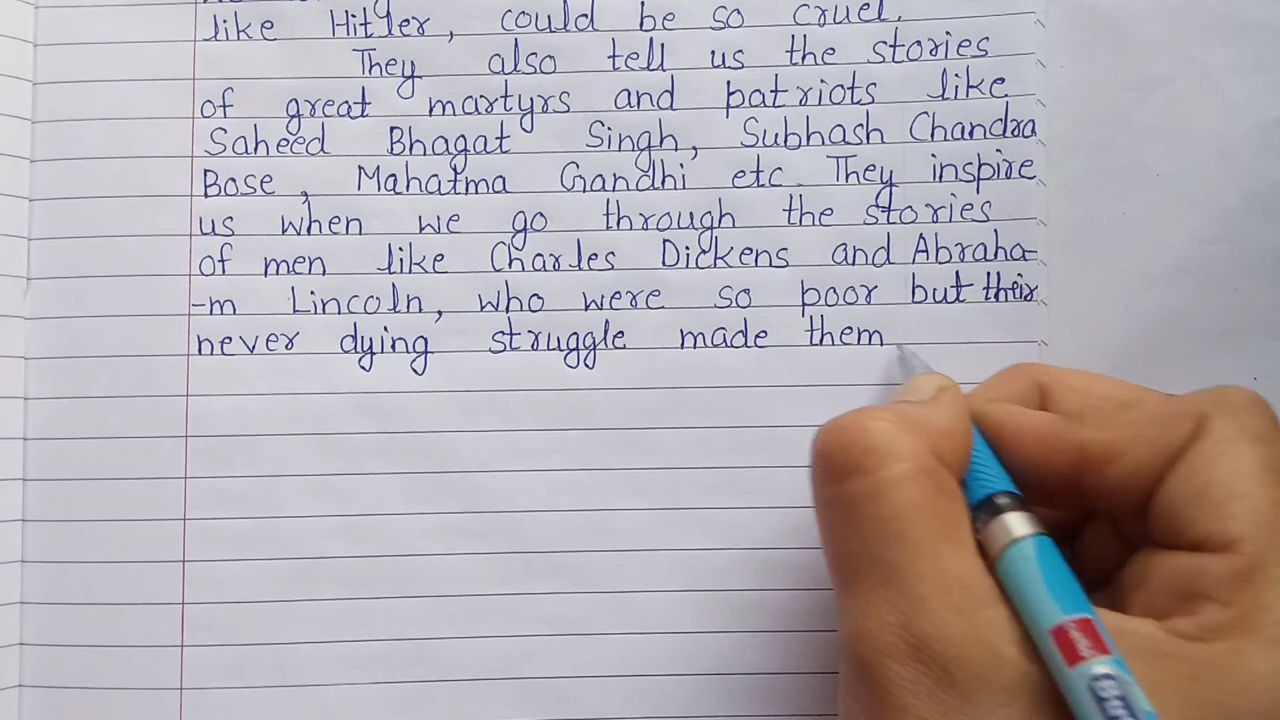 like Hitler, could be so cruel.
They also tell us the stories
of great martyrs and patriots like
Saheed Bhagat Singh, Subhash Chandra
Bose, Mahatma Gandhi etc. They inspire
us when we go through the stories
of men like Charles Dickens and Abraha-
-m Lincoln, who were so poor but their
never dying struggle made them